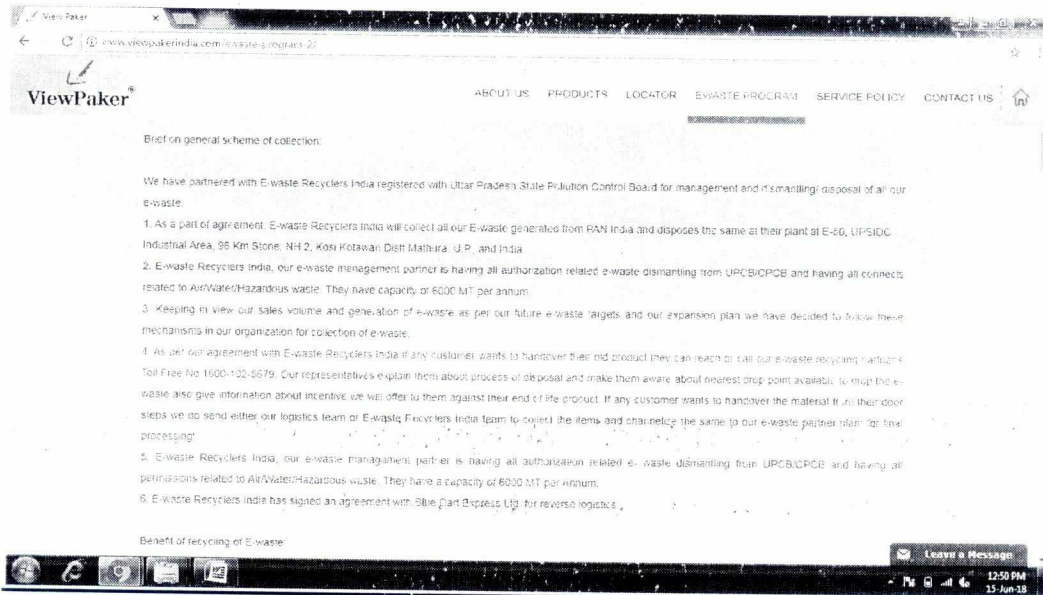 View Paker
www.viewpakerindia.com/ewaste-program-2/
ViewPaker®
ABOUT US PRODUCTS LOCATOR EWASTE PROGRAM SERVICE POLICY CONTACT US
Brief on general scheme of collection:
We have partnered with E-waste Recyclers India registered with Uttar Pradesh State Pollution Control Board for management and dismantling/ disposal of all our
e-waste.
1. As a part of agreement, E-waste Recyclers India will collect all our E-waste generated from PAN India and disposes the same at their plant at E-50, UPSIDC
Industrial Area, 98 Km Stone, NH 2, Kosi Kotawan Distt Mathura, U.P., and India
2. E-waste Recyclers India, our e-waste management partner is having all authorization related e-waste dismantling from UPCB/CPCB and having all connects
related to Air/Water/Hazardous waste. They have capacity of 6000 MT per annum.
3. Keeping in view our sales volume and generation of e-waste as per our future e-waste targets and our expansion plan we have decided to follow these
mechanisms in our organization for collection of e-waste.
4. As per our agreement with E-waste Recyclers India if any customer wants to handover their old product they can reach or call our e-waste recycling partners
Toll Free No 1800-102-5679. Our representatives explain them about process of disposal and make them aware about nearest drop point available to drop the e-
waste also give information about incentive we will offer to them against their end of life product. If any customer wants to handover the material from their door
steps we do send either our logistics team or E-waste Recyclers India team to collect the items and channelize the same to our e-waste partner plan for final
processing!
5. E-waste Recyclers India, our e-waste management partner is having all authorization related e- waste dismantling from UPCB/CPCB and having all
permissions related to Air/Water/Hazardous waste. They have a capacity of 6000 MT per Annum.
6. E-waste Recyclers India has signed an agreement with Blue Dart Express Ltd. for reverse logistics
Benefit of recycling of E-waste
Leave a Message
12:50 PM
15-Jun-18